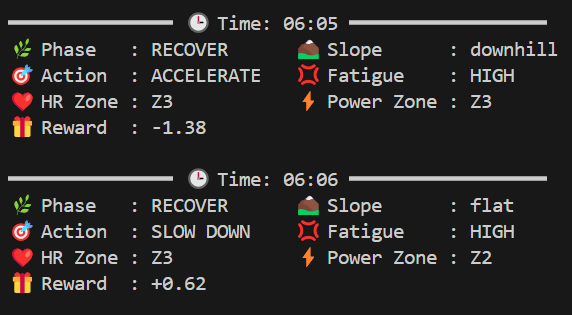 Time: 06:05
Phase : RECOVER Slope : downhill
Action : ACCELERATE Fatigue : HIGH
HR Zone : Z3 Power Zone : Z3
Reward : -1.38
Time: 06:06
Phase : RECOVER Slope : flat
Action : SLOW DOWN Fatigue : HIGH
HR Zone : Z3 Power Zone : Z2
Reward : +0.62